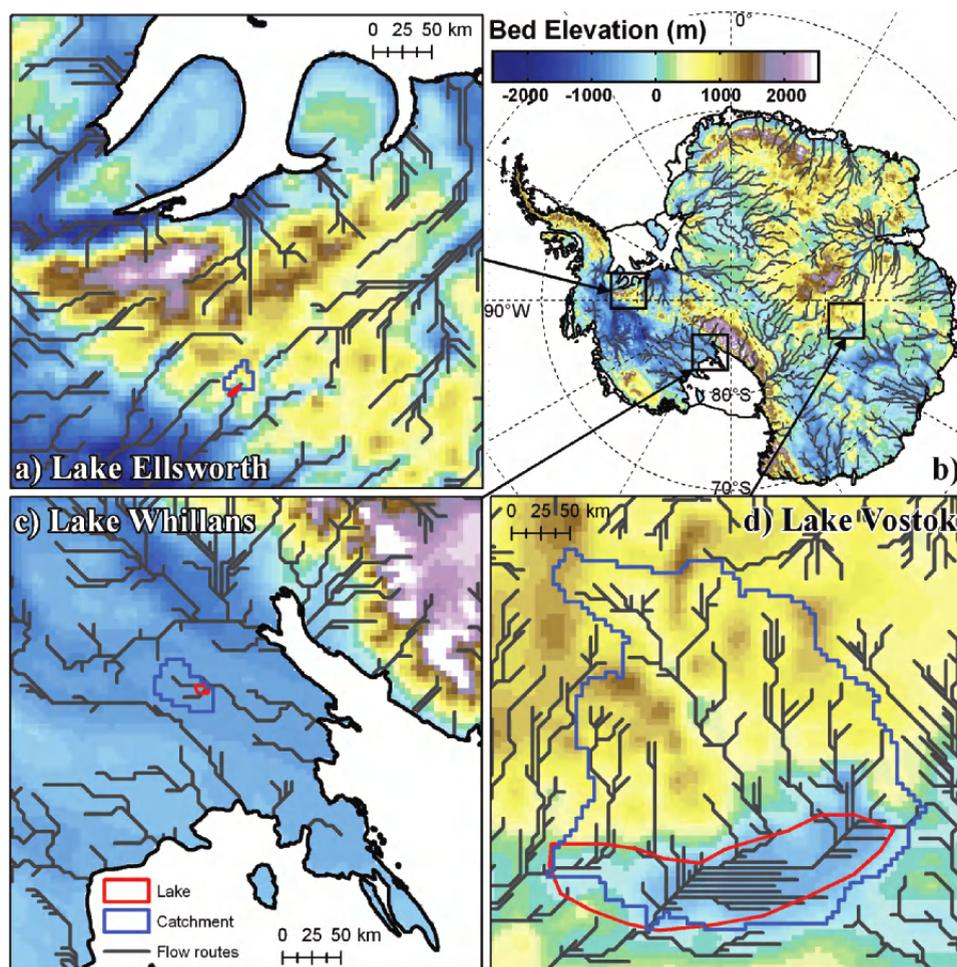 0 25 50 km
a) Lake Ellsworth
Bed Elevation (m)
0°
-2000 -1000 0 1000 2000
90°W
80°S
70°S
b)
c) Lake Whillans
Lake
Catchment
Flow routes
0 25 50 km
0 25 50 km
d) Lake Vostok